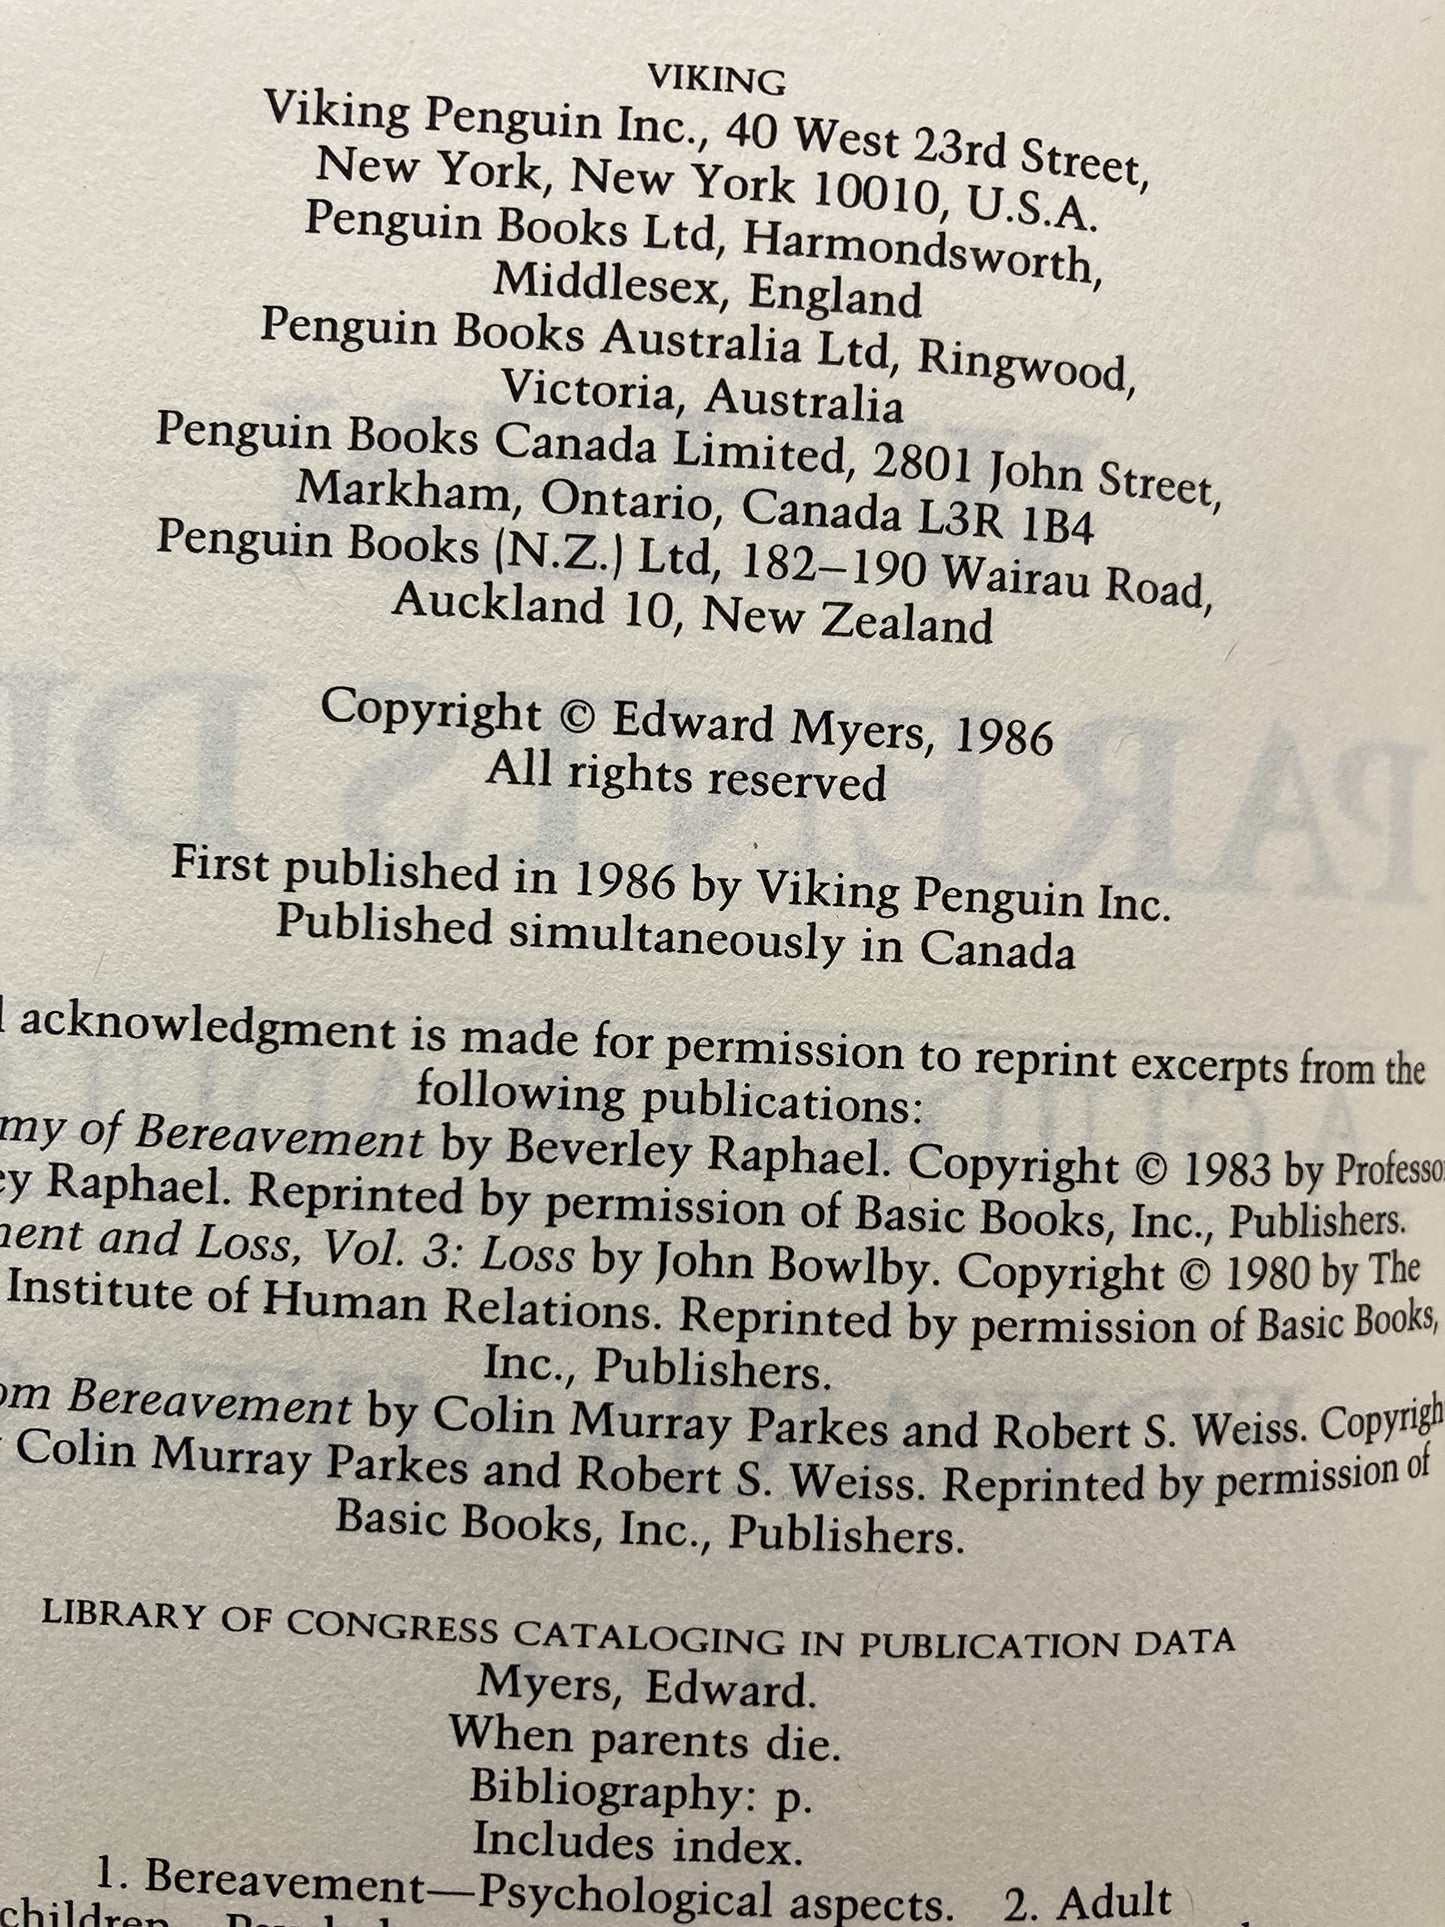 VIKING
Viking Penguin Inc., 40 West 23rd Street,
New York, New York 10010, U.S.A.
Penguin Books Ltd, Harmondsworth,
Middlesex, England
Penguin Books Australia Ltd, Ringwood,
Victoria, Australia
Penguin Books Canada Limited, 2801 John Street,
Markham, Ontario, Canada L3R 1B4
Penguin Books (N.Z.) Ltd, 182–190 Wairau Road,
Auckland 10, New Zealand
Copyright © Edward Myers, 1986
All rights reserved
First published in 1986 by Viking Penguin Inc.
Published simultaneously in Canada
acknowledgment is made for permission to reprint excerpts from the
following publications:
my of Bereavement by Beverley Raphael. Copyright © 1983 by Professor
ey Raphael. Reprinted by permission of Basic Books, Inc., Publishers.
ment and Loss, Vol. 3: Loss by John Bowlby. Copyright © 1980 by The
Institute of Human Relations. Reprinted by permission of Basic Books,
Inc., Publishers.
om Bereavement by Colin Murray Parkes and Robert S. Weiss. Copyrigh
Colin Murray Parkes and Robert S. Weiss. Reprinted by permission of
Basic Books, Inc., Publishers.
LIBRARY OF CONGRESS CATALOGING IN PUBLICATION DATA
Myers, Edward.
When parents die.
Bibliography: p.
Includes index.
1. Bereavement—Psychological aspects. 2. Adult
children